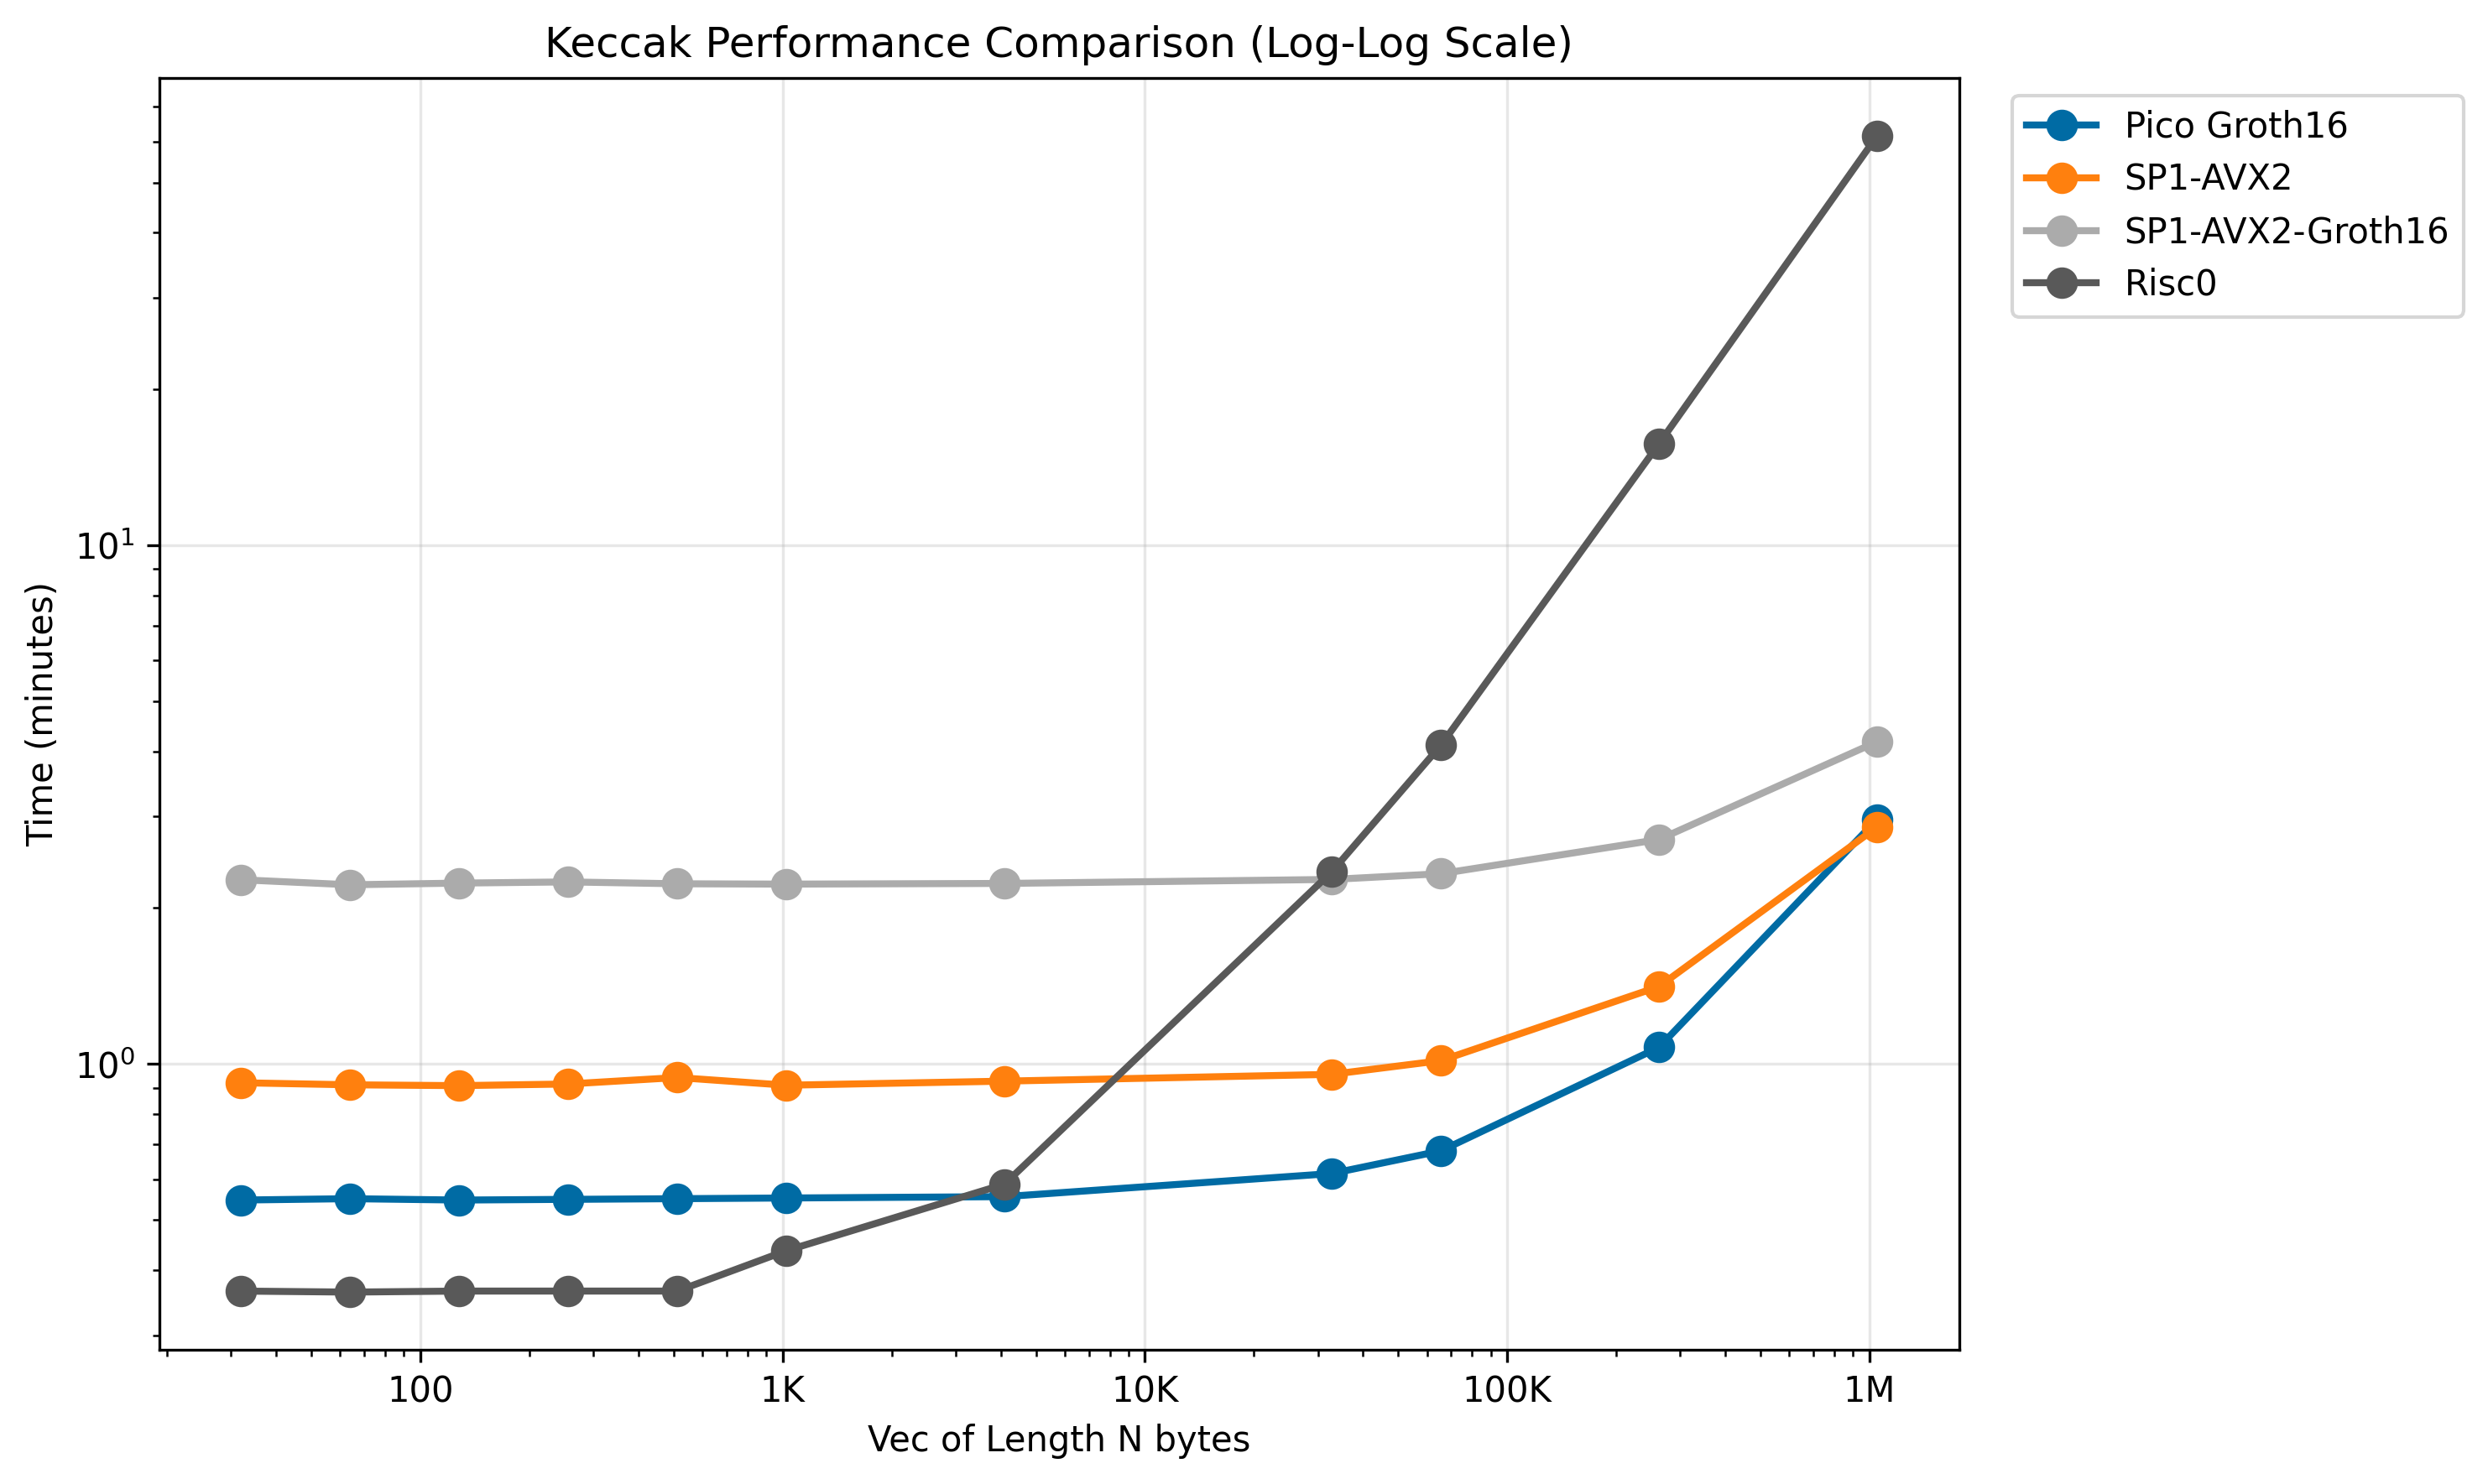 Keccak Performance Comparison (Log-Log Scale)
Pico Groth16
SP1-AVX2
SP1-AVX2-Groth16
Risc0
Time (minutes)
10¹
10⁰
100
1K
10K
100K
1M
Vec of Length N bytes